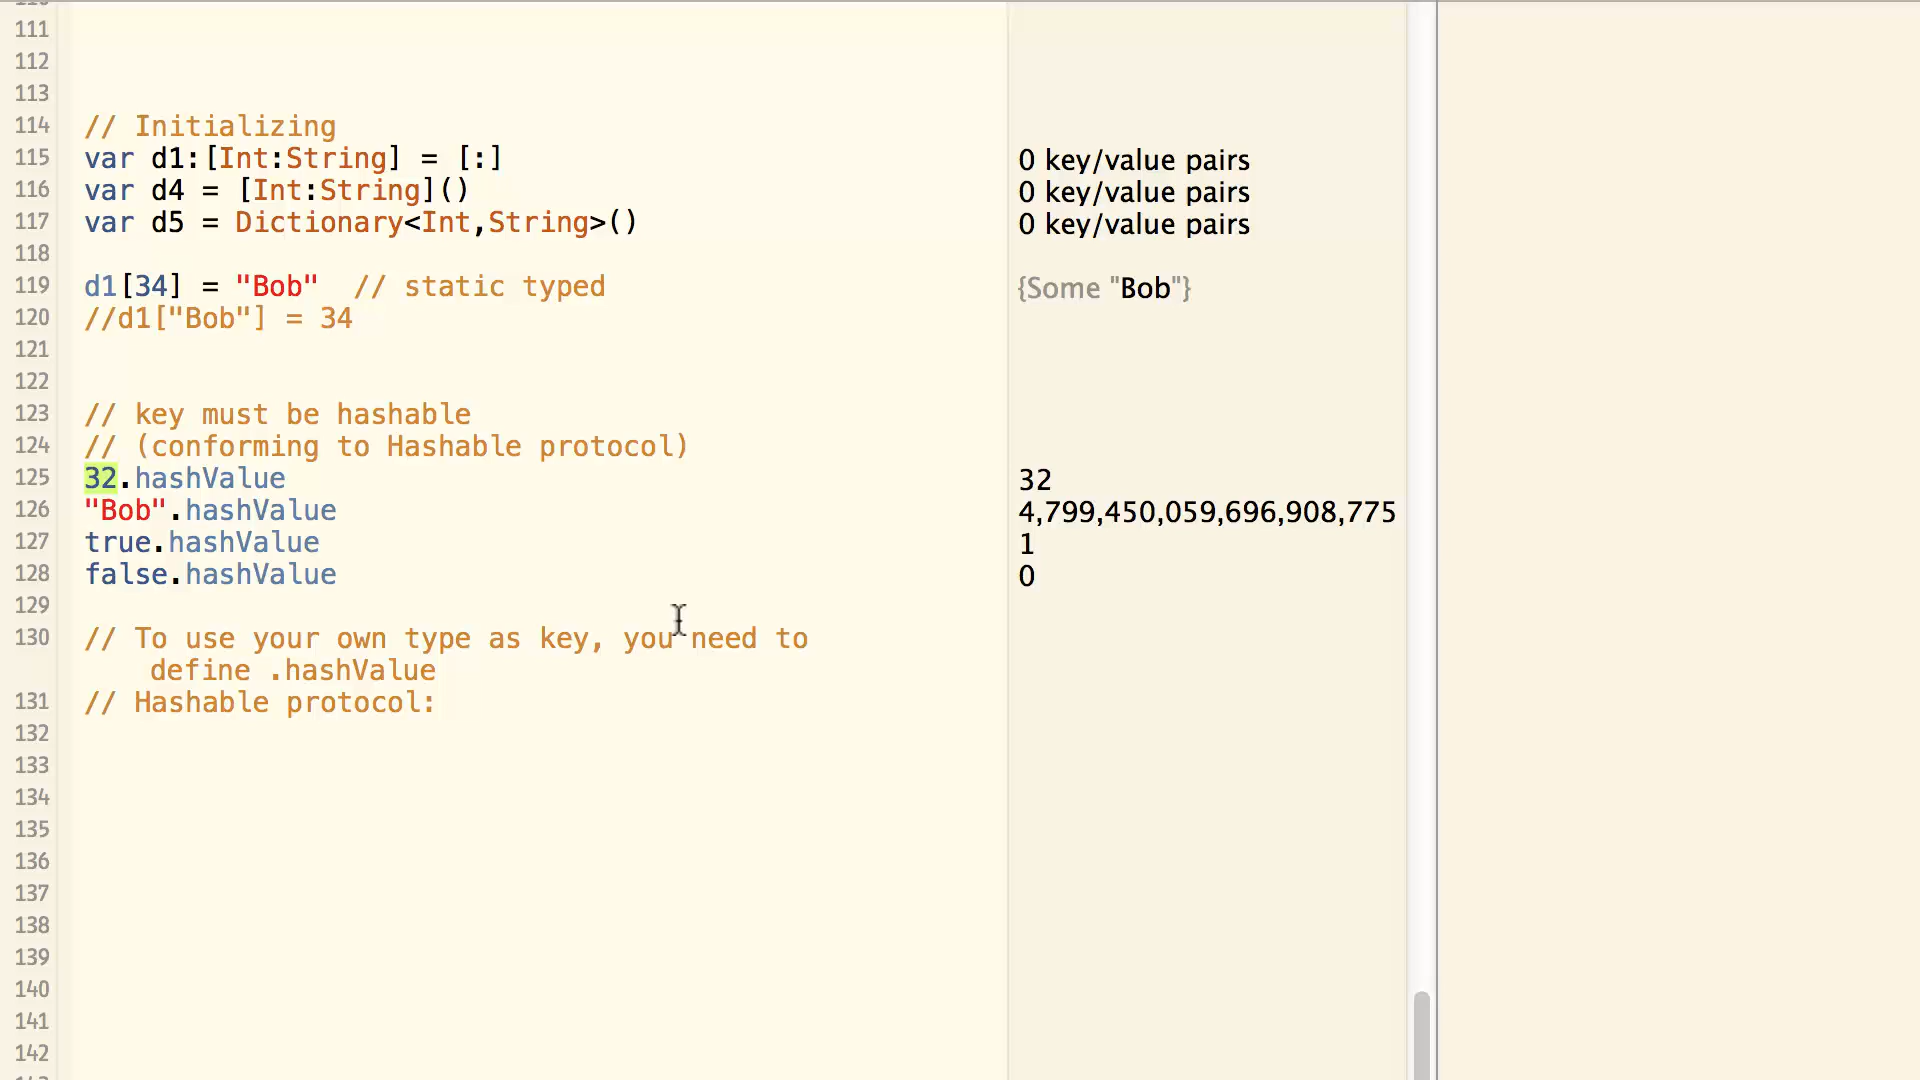 111
112
113
114 // Initializing
115 var d1:[Int:String] = [:] 0 key/value pairs
116 var d4 = [Int:String]() 0 key/value pairs
117 var d5 = Dictionary<Int,String>() 0 key/value pairs
118
119 d1[34] = "Bob" // static typed {Some "Bob"}
120 //d1["Bob"] = 34
121
122
123 // key must be hashable
124 // (conforming to Hashable protocol)
125 32.hashValue 32
126 "Bob".hashValue 4,799,450,059,696,908,775
127 true.hashValue 1
128 false.hashValue 0
129
130 // To use your own type as key, you need to
define .hashValue
131 // Hashable protocol:
132
133
134
135
136
137
138
139
140
141
142